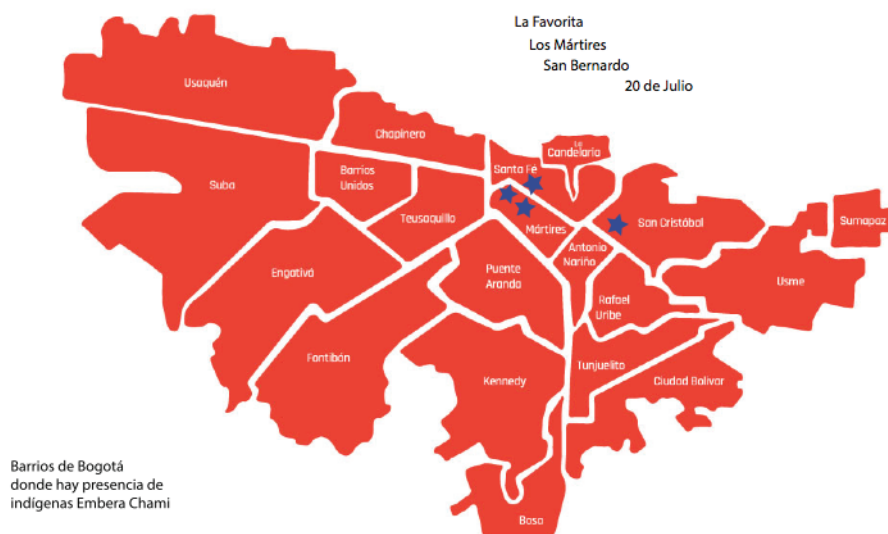 La Favorita
Los Mártires
San Bernardo
20 de Julio
Usaquén
Chapinero
La
Candelaria
Santa Fé
Barrios
Unidos
Suba
Teusaquillo
Mártires
San Cristóbal
Sumapaz
Antonio
Nariño
Engativá
Puente
Aranda
Usme
Rafael
Uribe
Fontibón
Kennedy
Tunjuelito
Ciudad Bolivar
Barrios de Bogotá
donde hay presencia de
indígenas Embera Chami
Bosa